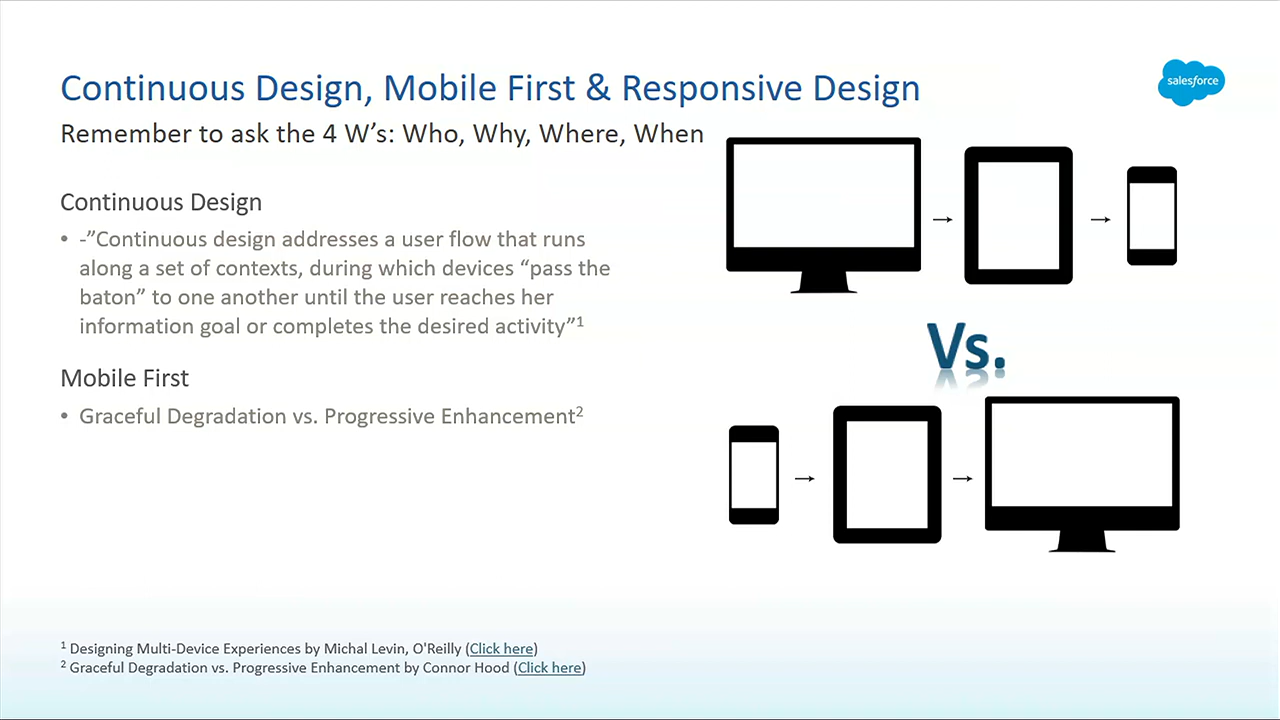 Continuous Design, Mobile First & Responsive Design
salesforce
Remember to ask the 4 W’s: Who, Why, Where, When
Continuous Design
• -”Continuous design addresses a user flow that runs
along a set of contexts, during which devices “pass the
baton” to one another until the user reaches her
information goal or completes the desired activity”¹
Mobile First
• Graceful Degradation vs. Progressive Enhancement²
Vs.
¹ Designing Multi-Device Experiences by Michal Levin, O'Reilly (Click here)
² Graceful Degradation vs. Progressive Enhancement by Connor Hood (Click here)